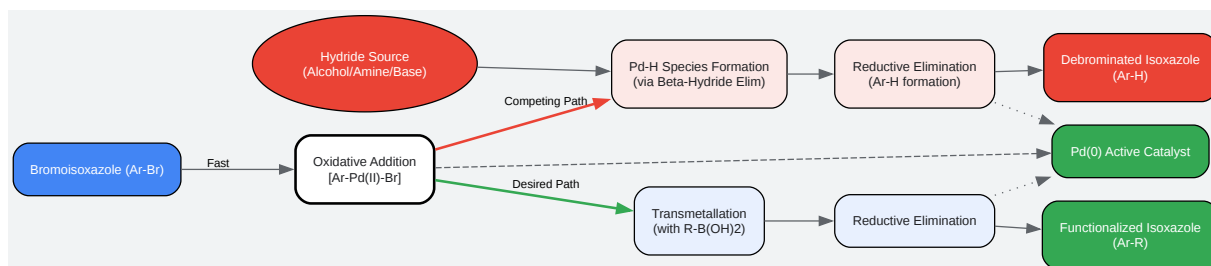 Hydride Source
(Alcohol/Amine/Base)
Pd-H Species Formation
(via Beta-Hydride Elim)
Reductive Elimination
(Ar-H formation)
Debrominated Isoxazole
(Ar-H)
Competing Path
Bromoisoxazole (Ar-Br)
Fast
Oxidative Addition
[Ar-Pd(II)-Br]
Pd(0) Active Catalyst
Desired Path
Transmetallation
(with R-B(OH)2)
Reductive Elimination
Functionalized Isoxazole
(Ar-R)